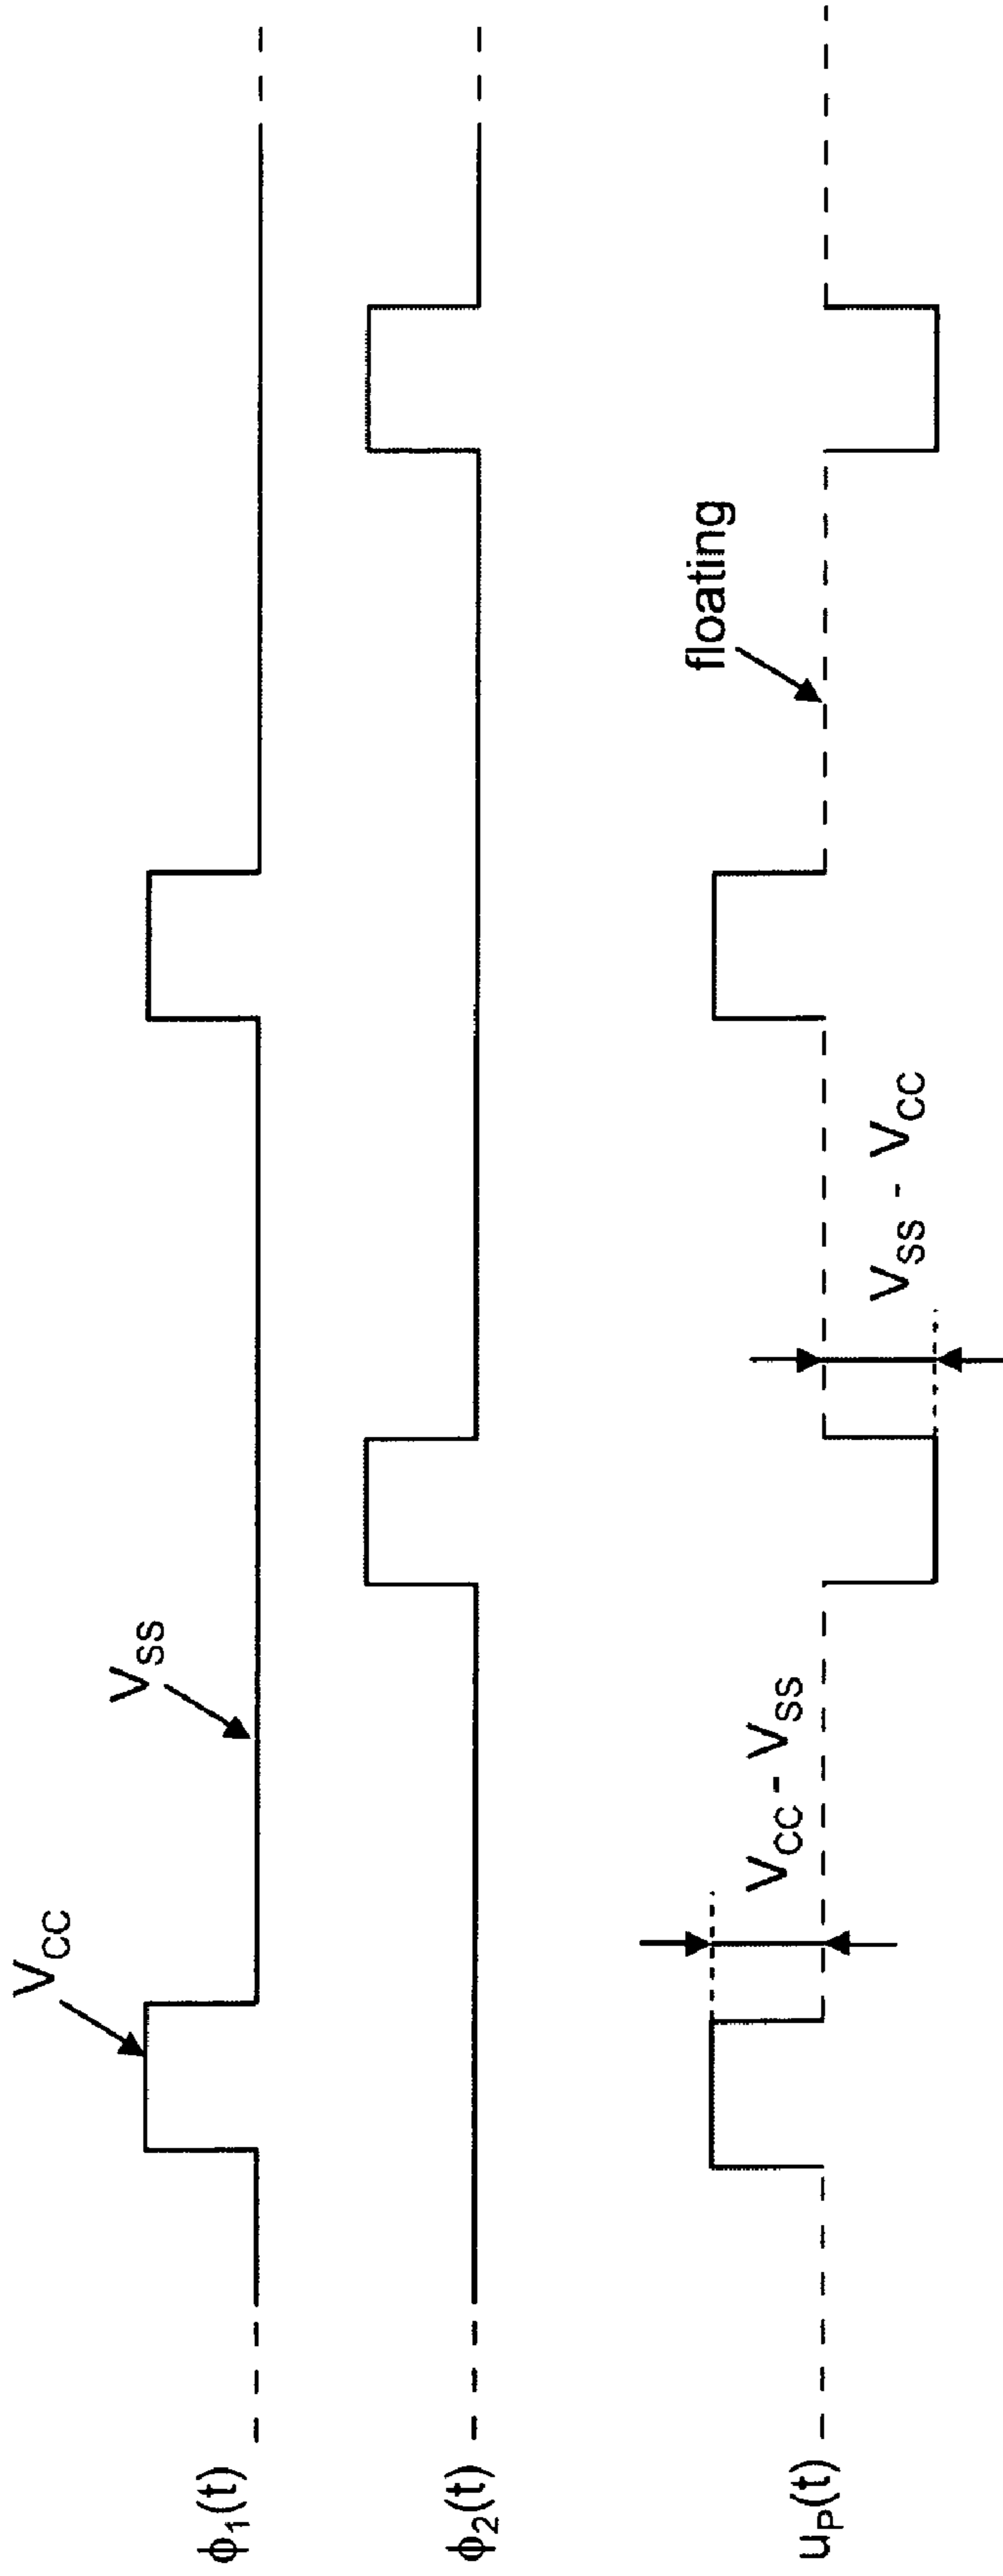 V_CC
V_SS
ϕ₁(t)
ϕ₂(t)
floating
V_CC - V_SS
V_SS - V_CC
u_P(t)